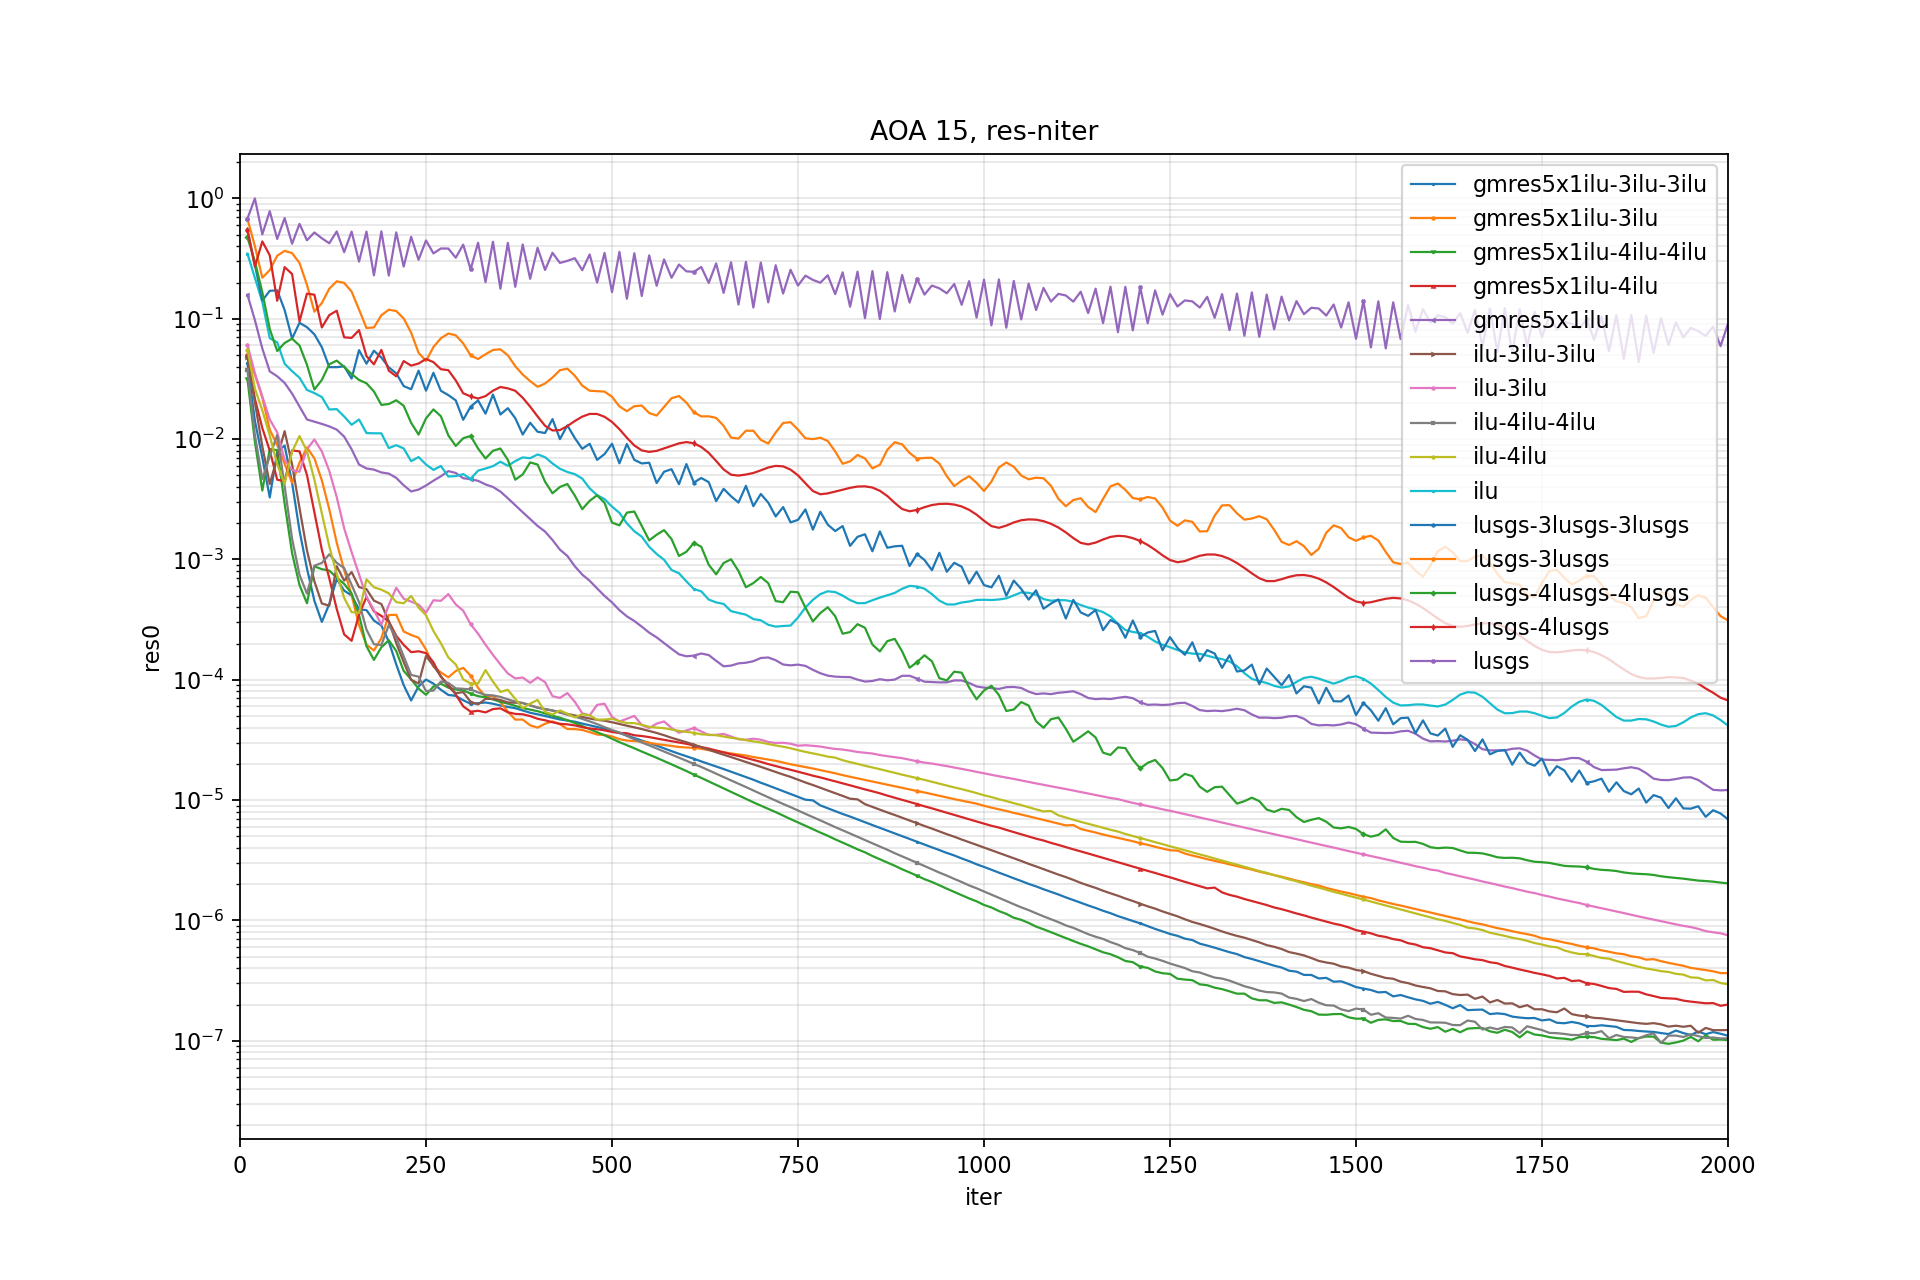 AOA 15, res-niter
res0
10⁰
10⁻¹
10⁻²
10⁻³
10⁻⁴
10⁻⁵
10⁻⁶
10⁻⁷
gmres5x1ilu-3ilu-3ilu
gmres5x1ilu-3ilu
gmres5x1ilu-4ilu-4ilu
gmres5x1ilu-4ilu
gmres5x1ilu
ilu-3ilu-3ilu
ilu-3ilu
ilu-4ilu-4ilu
ilu-4ilu
ilu
lusgs-3lusgs-3lusgs
lusgs-3lusgs
lusgs-4lusgs-4lusgs
lusgs-4lusgs
lusgs
0 250 500 750 1000 1250 1500 1750 2000
iter